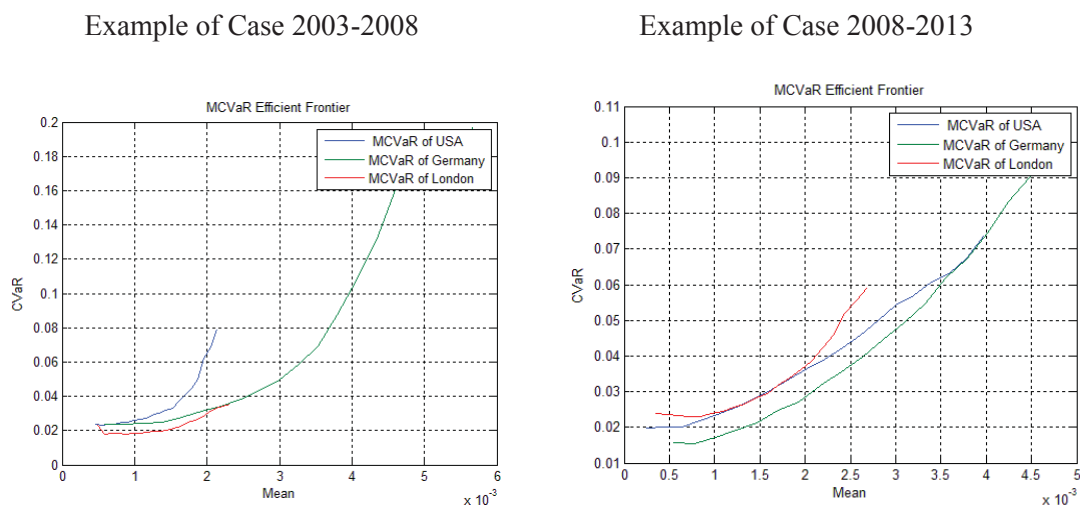 Example of Case 2003-2008
Example of Case 2008-2013
MCVaR Efficient Frontier
MCVaR of USA
MCVaR of Germany
MCVaR of London
0.2
0.18
0.16
0.14
0.12
0.1
0.08
0.06
0.04
0.02
0
CVaR
0 1 2 3 4 5 6
Mean
x 10⁻³
MCVaR Efficient Frontier
MCVaR of USA
MCVaR of Germany
MCVaR of London
0.11
0.1
0.09
0.08
0.07
0.06
0.05
0.04
0.03
0.02
0.01
CVaR
0 0.5 1 1.5 2 2.5 3 3.5 4 4.5 5
Mean
x 10⁻³